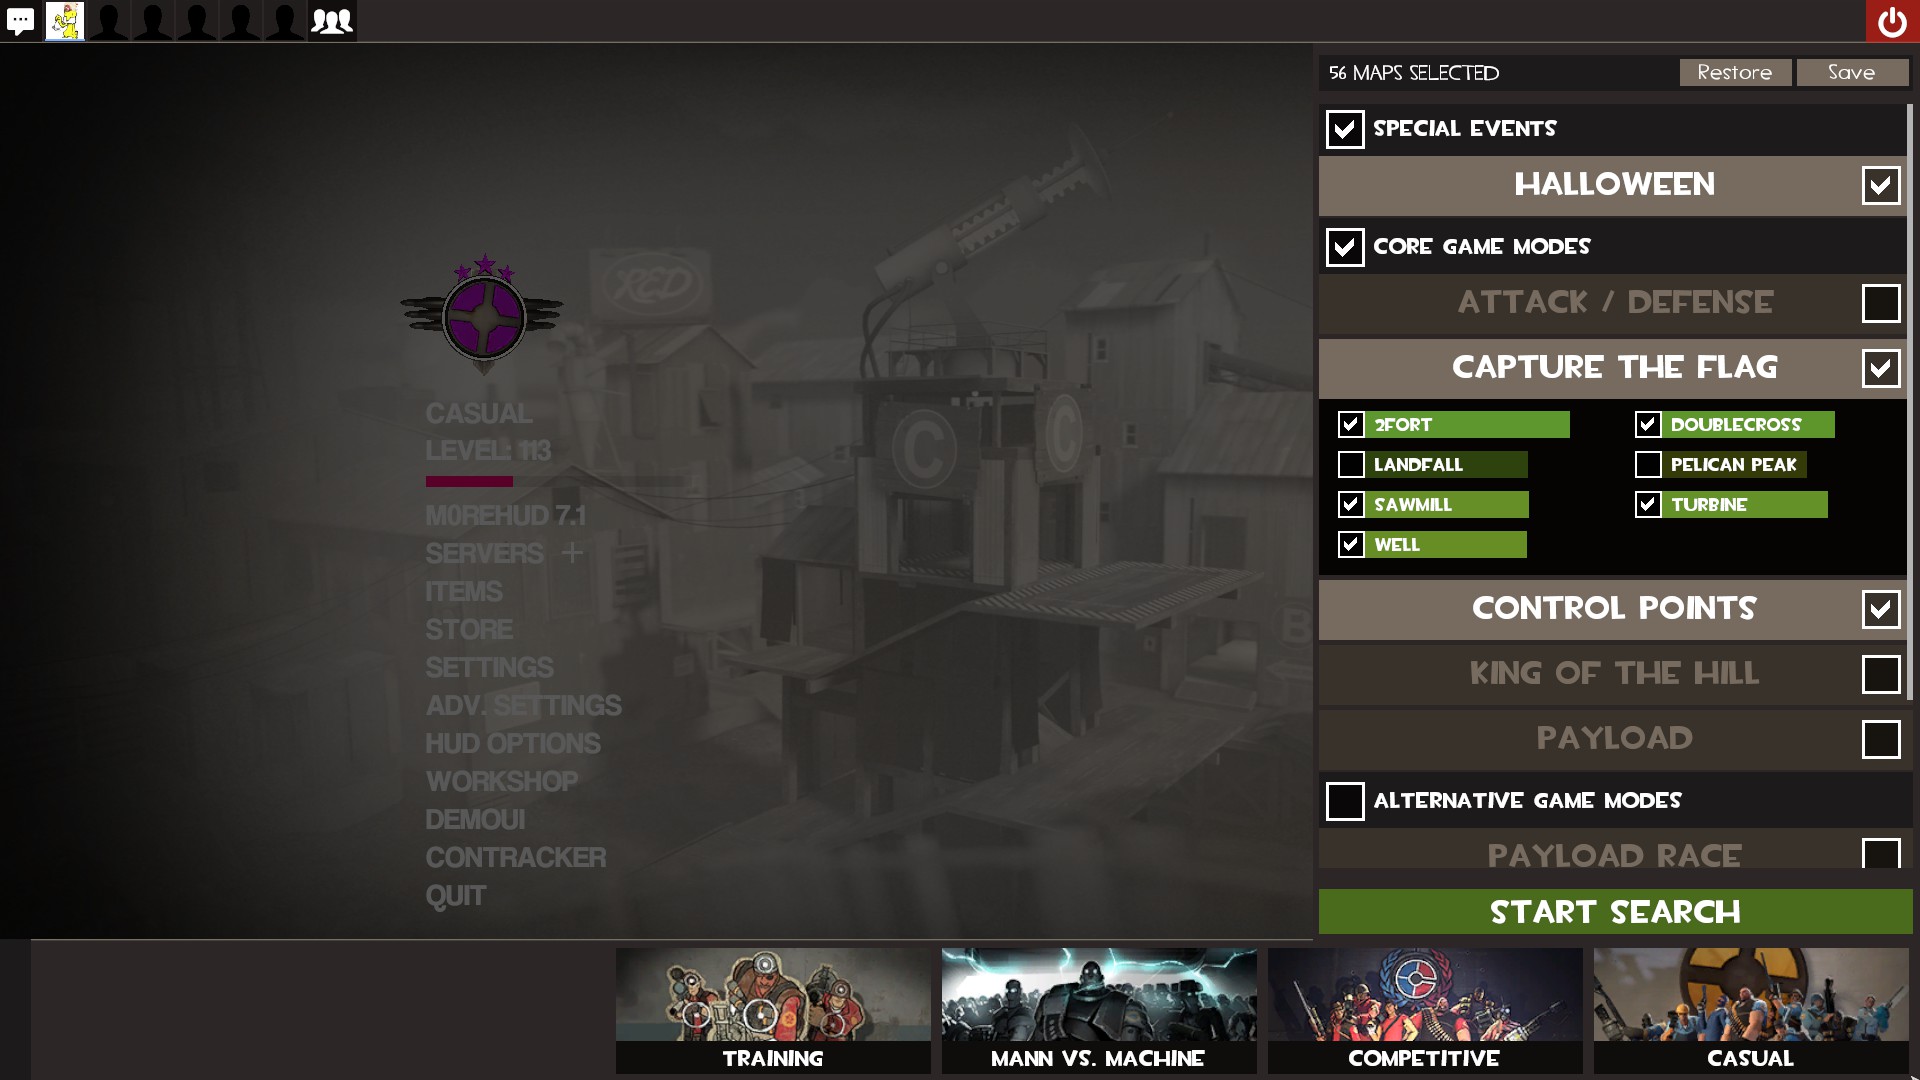 56 MAPS SELECTED
Restore
Save
SPECIAL EVENTS
HALLOWEEN
CORE GAME MODES
ATTACK / DEFENSE
CAPTURE THE FLAG
2FORT
DOUBLECROSS
LANDFALL
PELICAN PEAK
SAWMILL
TURBINE
WELL
CONTROL POINTS
KING OF THE HILL
PAYLOAD
ALTERNATIVE GAME MODES
PAYLOAD RACE
START SEARCH
RED
C
C
B
CASUAL
LEVEL: 113
M0REHUD 7.1
SERVERS +
ITEMS
STORE
SETTINGS
ADV. SETTINGS
HUD OPTIONS
WORKSHOP
DEMOUI
CONTRACKER
QUIT
TRAINING
MANN VS. MACHINE
COMPETITIVE
CASUAL